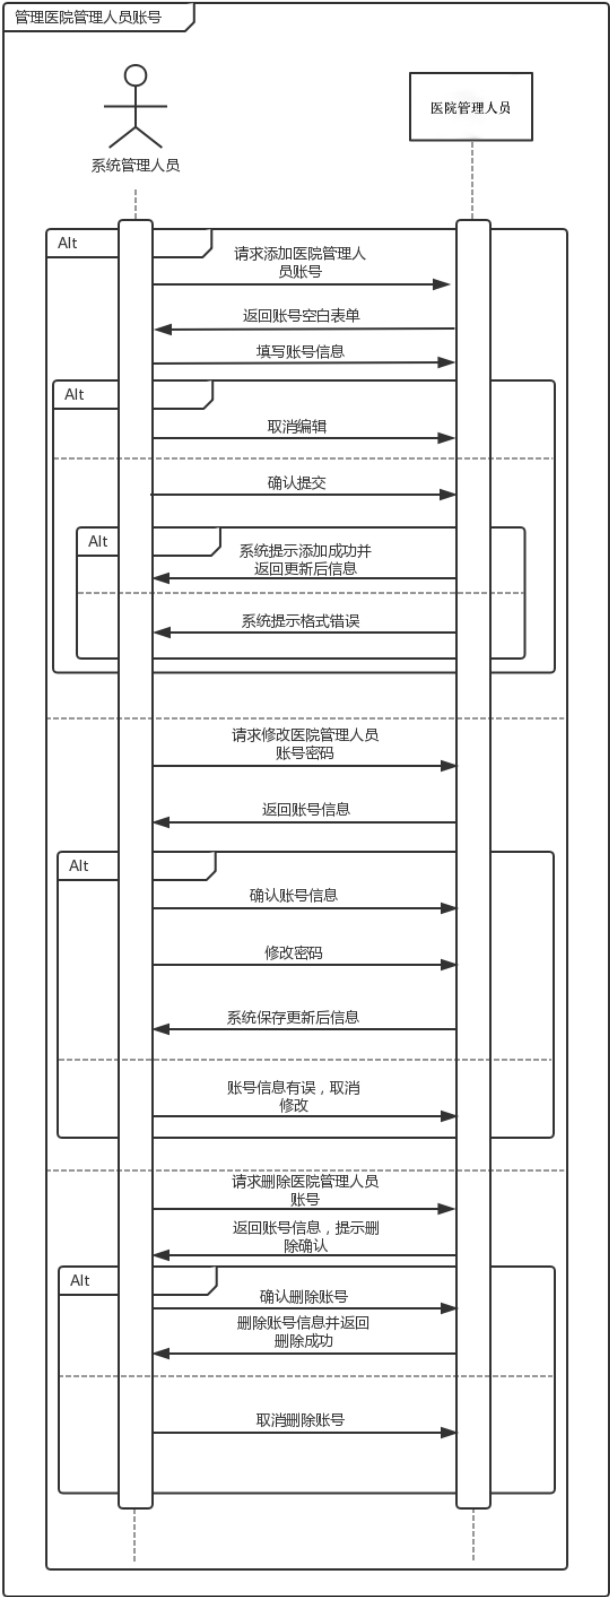 管理医院管理人员账号
系统管理人员
医院管理人员
Alt
请求添加医院管理人
员账号
返回账号空白表单
填写账号信息
Alt
取消编辑
确认提交
Alt
系统提示添加成功并
返回更新后信息
系统提示格式错误
请求修改医院管理人员
账号密码
返回账号信息
Alt
确认账号信息
修改密码
系统保存更新后信息
账号信息有误，取消
修改
请求删除医院管理人员
账号
返回账号信息，提示删
除确认
Alt
确认删除账号
删除账号信息并返回
删除成功
取消删除账号